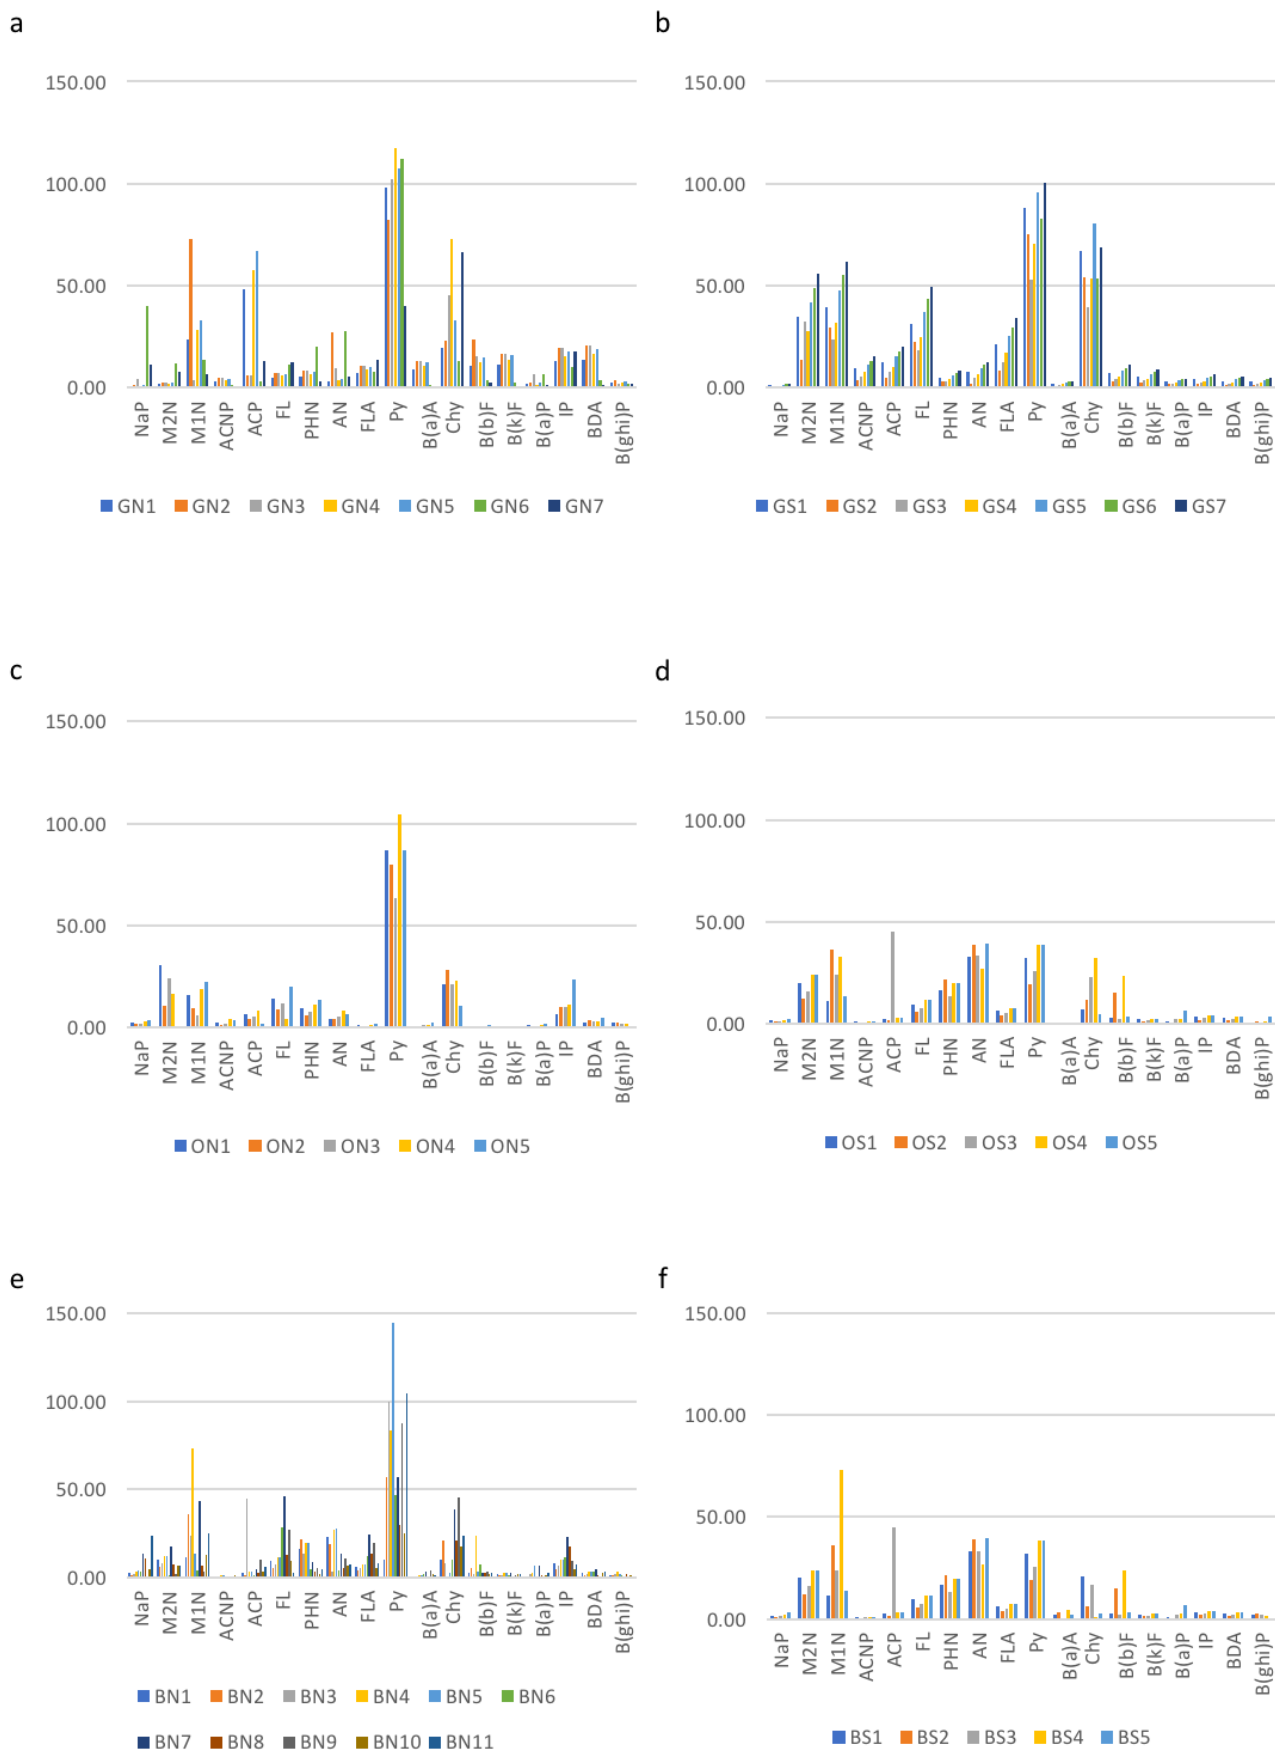 a
150.00
100.00
50.00
0.00
NaP
M2N
M1N
ACNP
ACP
FL
PHN
AN
FLA
Py
B(a)A
Chy
B(b)F
B(k)F
B(a)P
IP
BDA
B(ghi)P
GN1 GN2 GN3 GN4 GN5 GN6 GN7
b
150.00
100.00
50.00
0.00
NaP
M2N
M1N
ACNP
ACP
FL
PHN
AN
FLA
Py
B(a)A
Chy
B(b)F
B(k)F
B(a)P
IP
BDA
B(ghi)P
GS1 GS2 GS3 GS4 GS5 GS6 GS7
c
150.00
100.00
50.00
0.00
NaP
M2N
M1N
ACNP
ACP
FL
PHN
AN
FLA
Py
B(a)A
Chy
B(b)F
B(k)F
B(a)P
IP
BDA
B(ghi)P
ON1 ON2 ON3 ON4 ON5
d
150.00
100.00
50.00
0.00
NaP
M2N
M1N
ACNP
ACP
FL
PHN
AN
FLA
Py
B(a)A
Chy
B(b)F
B(k)F
B(a)P
IP
BDA
B(ghi)P
OS1 OS2 OS3 OS4 OS5
e
150.00
100.00
50.00
0.00
NaP
M2N
M1N
ACNP
ACP
FL
PHN
AN
FLA
Py
B(a)A
Chy
B(b)F
B(k)F
B(a)P
IP
BDA
B(ghi)P
BN1 BN2 BN3 BN4 BN5 BN6
BN7 BN8 BN9 BN10 BN11
f
150.00
100.00
50.00
0.00
NaP
M2N
M1N
ACNP
ACP
FL
PHN
AN
FLA
Py
B(a)A
Chy
B(b)F
B(k)F
B(a)P
IP
BDA
B(ghi)P
BS1 BS2 BS3 BS4 BS5